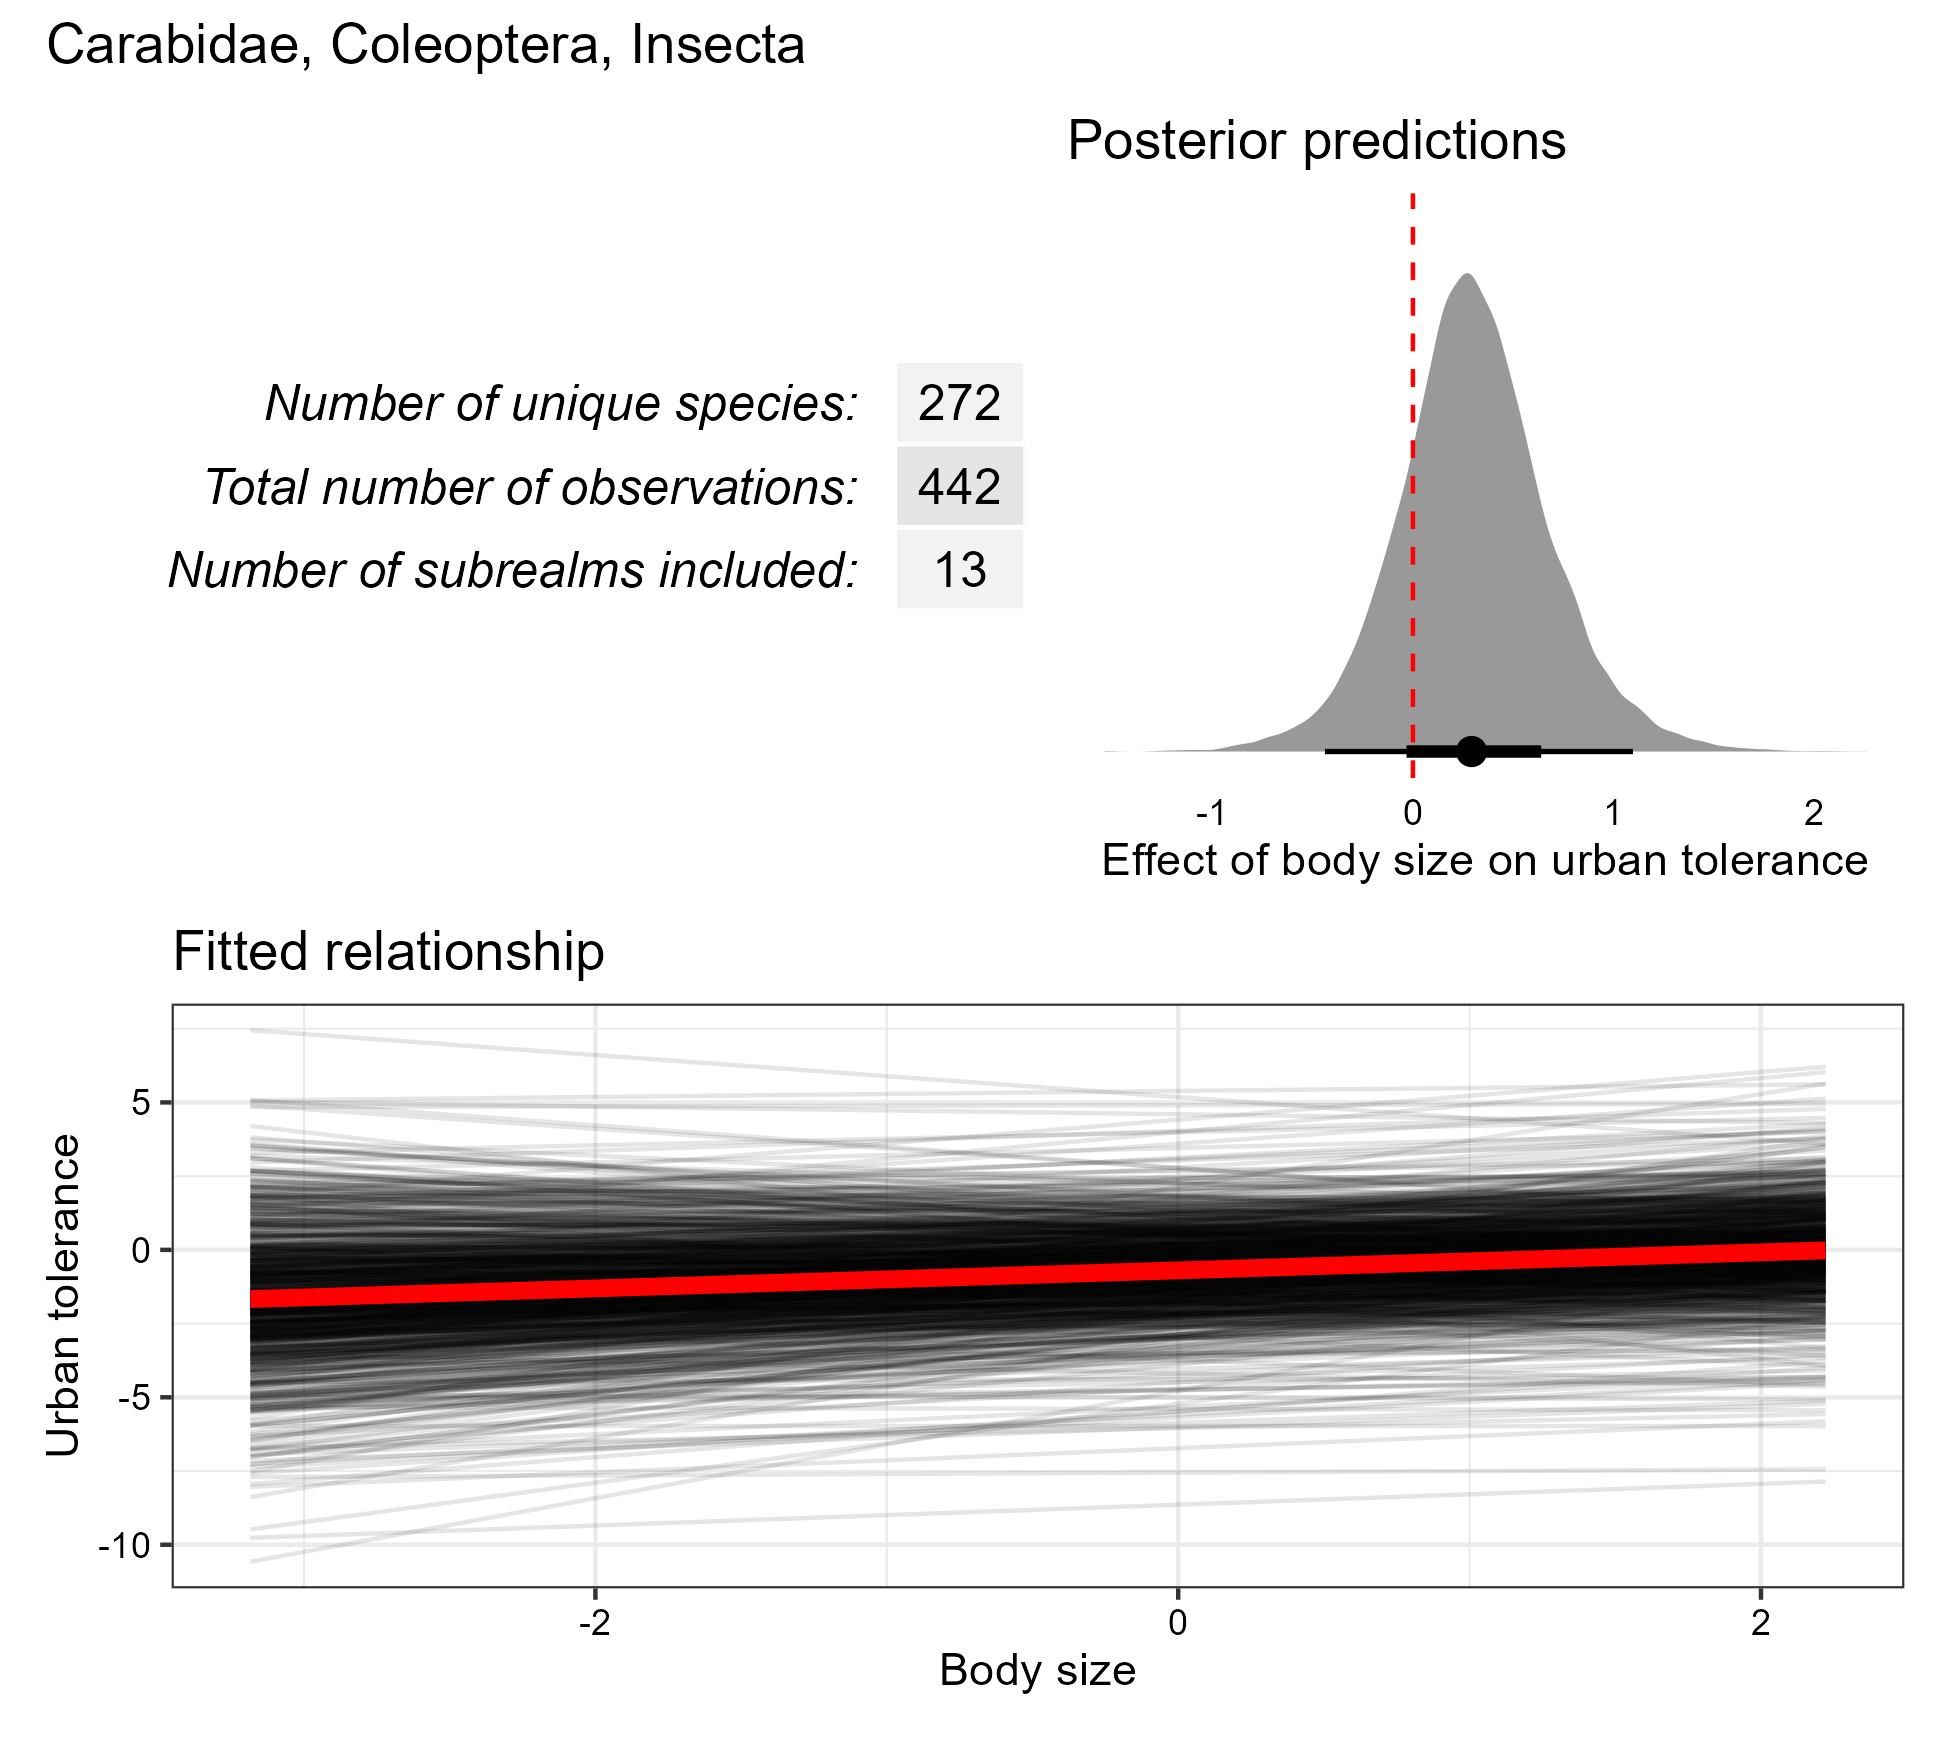 Carabidae, Coleoptera, Insecta
Posterior predictions
Number of unique species: 272
Total number of observations: 442
Number of subrealms included: 13
-1 0 1 2
Effect of body size on urban tolerance
Fitted relationship
5
0
-5
-10
Urban tolerance
-2 0 2
Body size